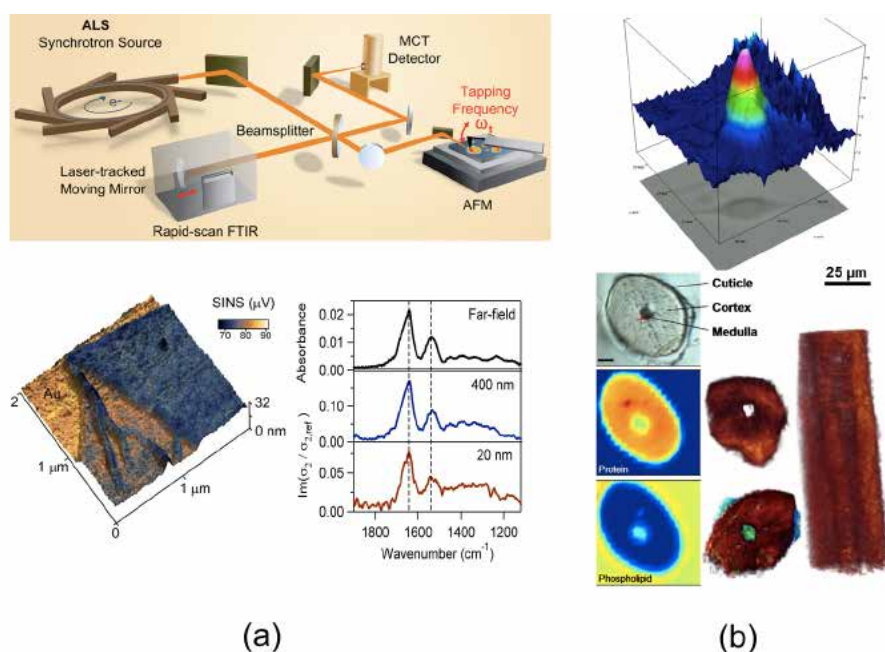 ALS
Synchrotron Source
e-
MCT
Detector
Tapping
Frequency
ωt
Beamsplitter
Laser-tracked
Moving Mirror
Rapid-scan FTIR
AFM
SINS (μV)
70 80 90
Au
2
1 μm
0
1 μm
32
0 nm
Absorbance
0.02
0.01
0.00
Far-field
Im(σ2 / σ2,ref)
0.10
0.00
400 nm
0.05
0.00
20 nm
1800 1600 1400 1200
Wavenumber (cm-1)
(a)
25 μm
Cuticle
Cortex
Medulla
Protein
Phospholipid
(b)